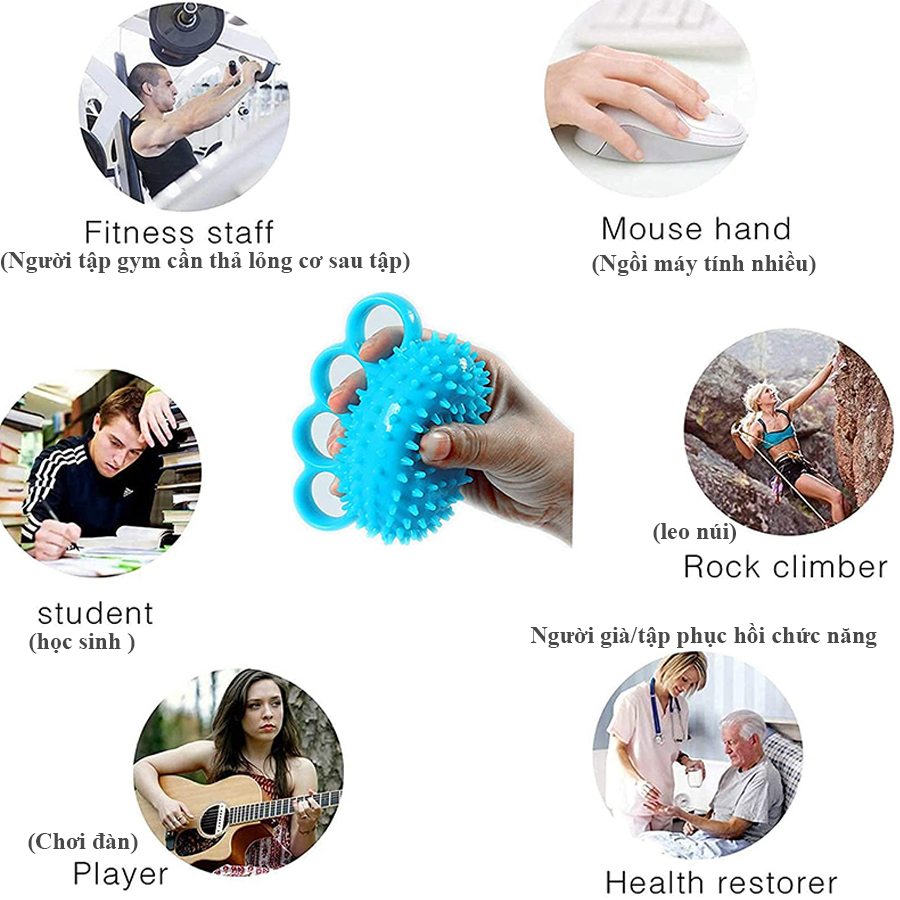 Fitness staff
(Người tập gym cần thả lỏng cơ sau tập)
Mouse hand
(Ngồi máy tính nhiều)
(leo núi)
Rock climber
student
(học sinh )
Người già/tập phục hồi chức năng
(Chơi đàn)
Player
Health restorer